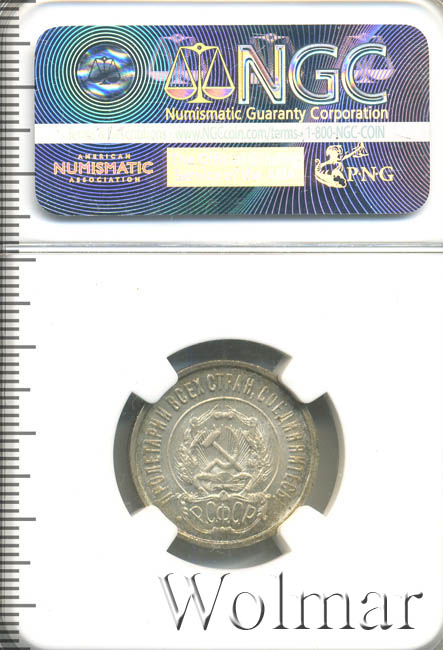 NGC
Numismatic Guaranty Corporation
www.NGCcoin.com/terms • 1-800-NGC-COIN
AMERICAN
NUMISMATIC
ASSOCIATION
P·N·G
ПРОЛЕТАРИИ ВСЕХ СТРАН, СОЕДИНЯЙТЕСЬ!
Р.С.Ф.С.Р.
Wolmar